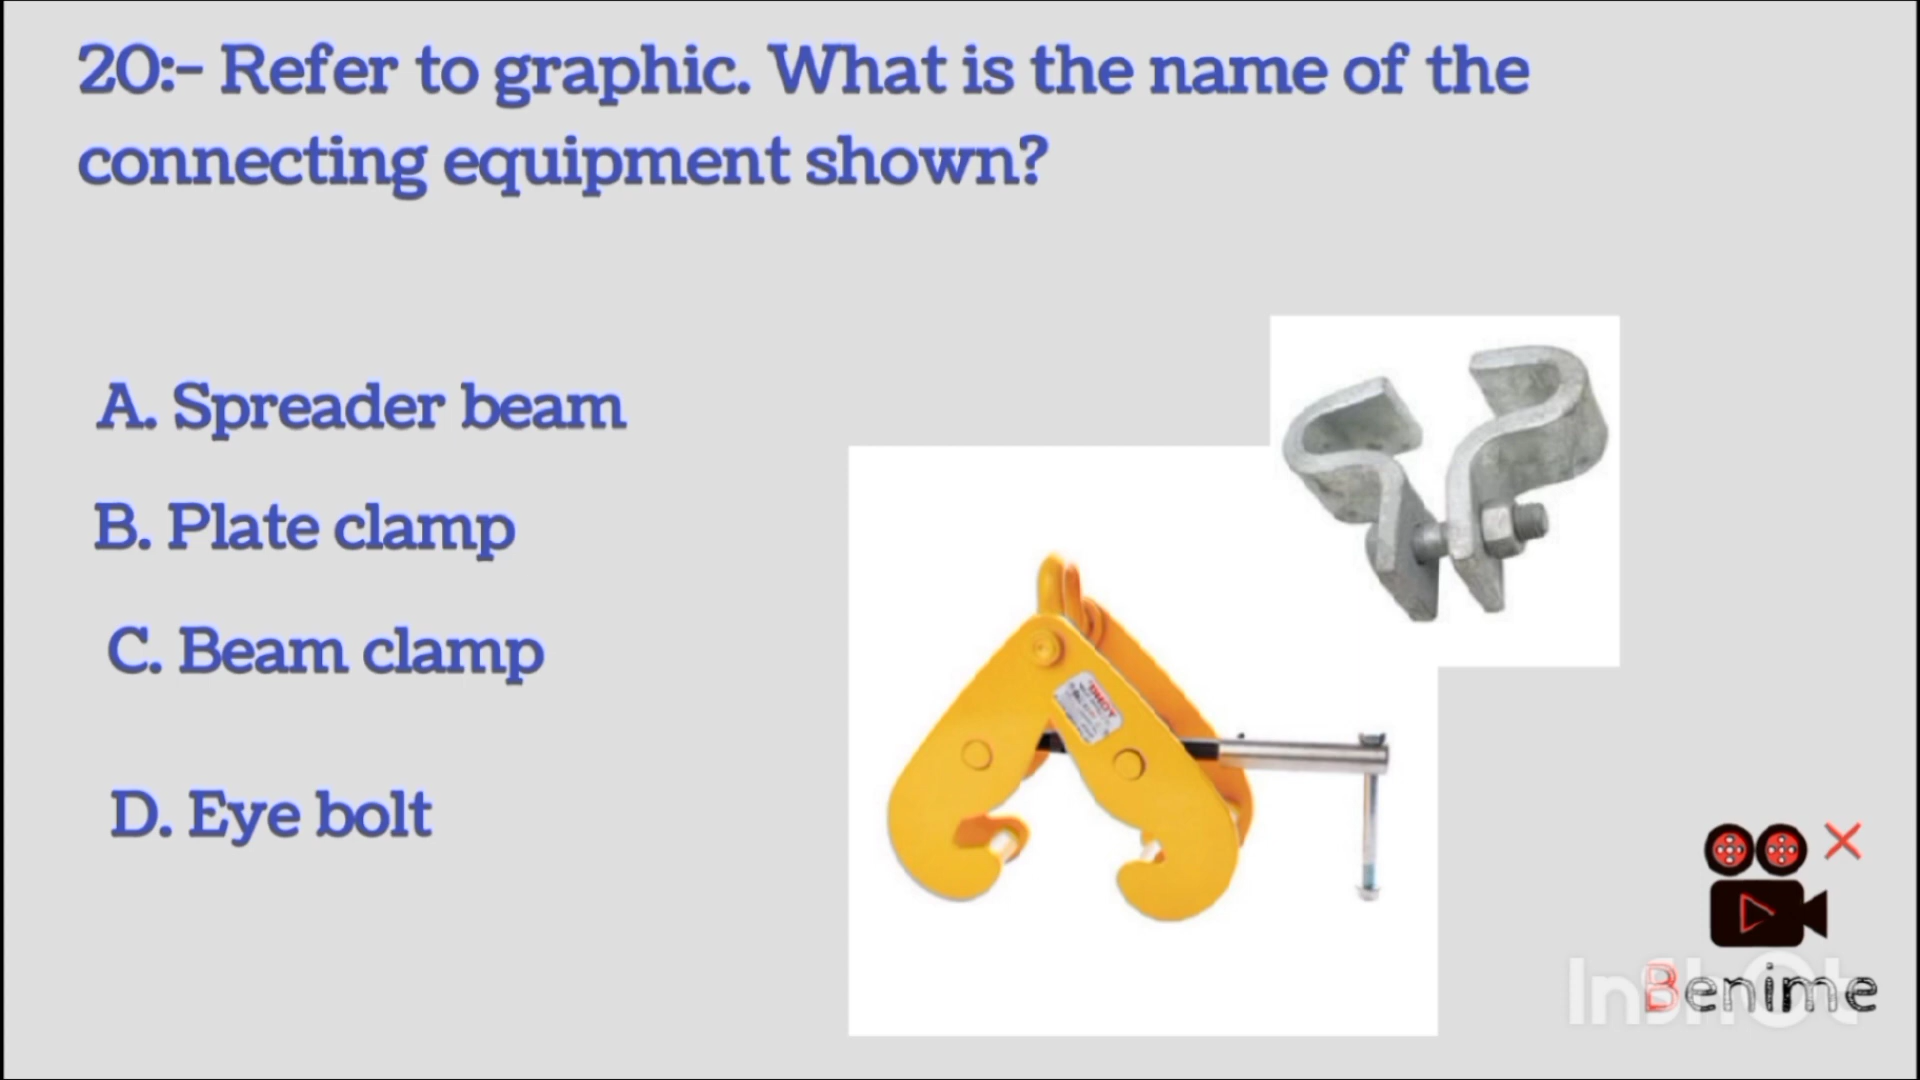 20:- Refer to graphic. What is the name of the
connecting equipment shown?
A. Spreader beam
B. Plate clamp
C. Beam clamp
D. Eye bolt
InShot
Benime